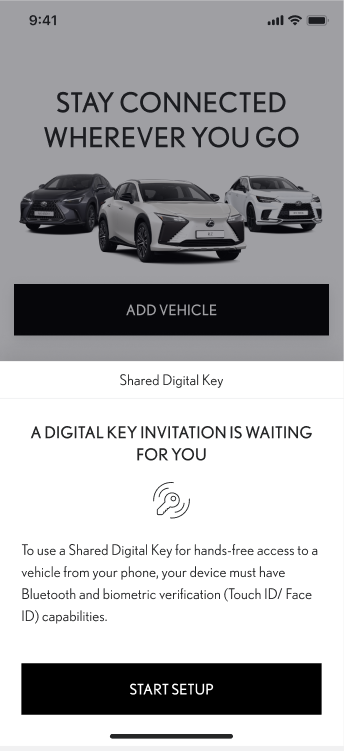 9:41
STAY CONNECTED
WHEREVER YOU GO
ADD VEHICLE
Shared Digital Key
A DIGITAL KEY INVITATION IS WAITING
FOR YOU
To use a Shared Digital Key for hands-free access to a
vehicle from your phone, your device must have
Bluetooth and biometric verification (Touch ID/ Face
ID) capabilities.
START SETUP